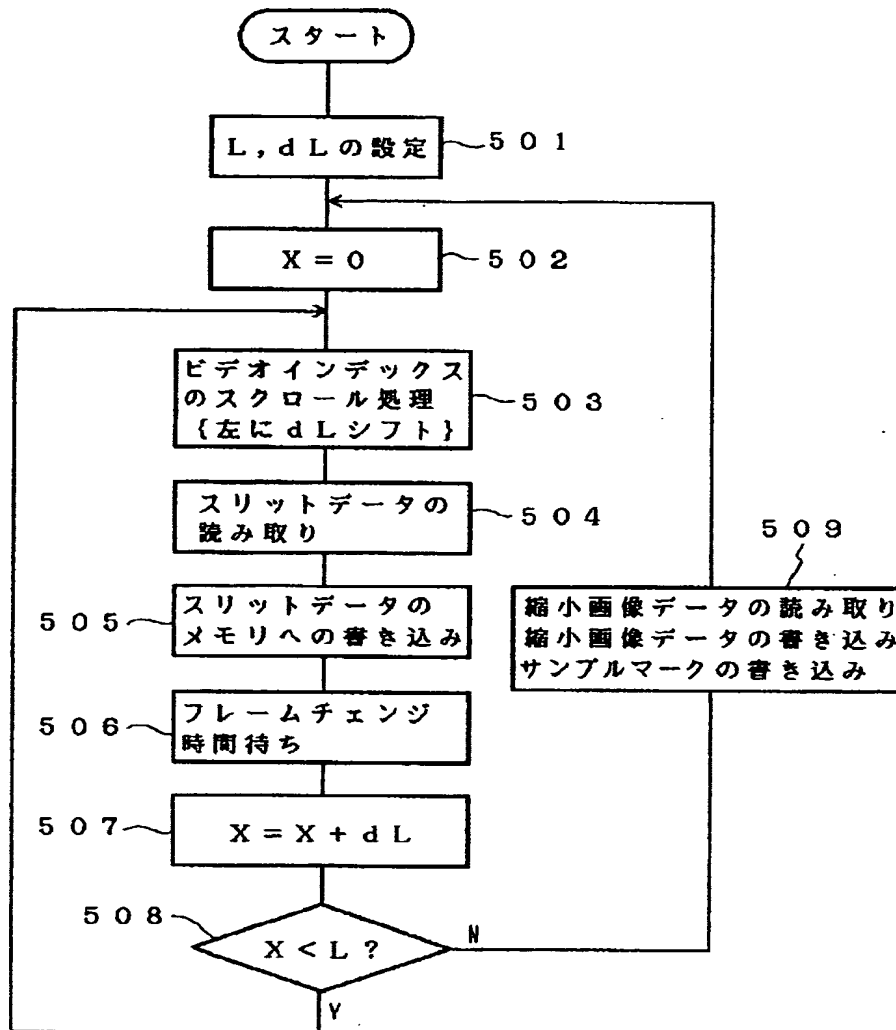 スタート
L,dLの設定
501
X=0
502
ビデオインデックス
のスクロール処理
{左にdLシフト}
503
スリットデータの
読み取り
504
スリットデータの
メモリへの書き込み
505
フレームチェンジ
時間待ち
506
X=X+dL
507
X<L?
508
N
Y
509
縮小画像データの読み取り
縮小画像データの書き込み
サンプルマークの書き込み